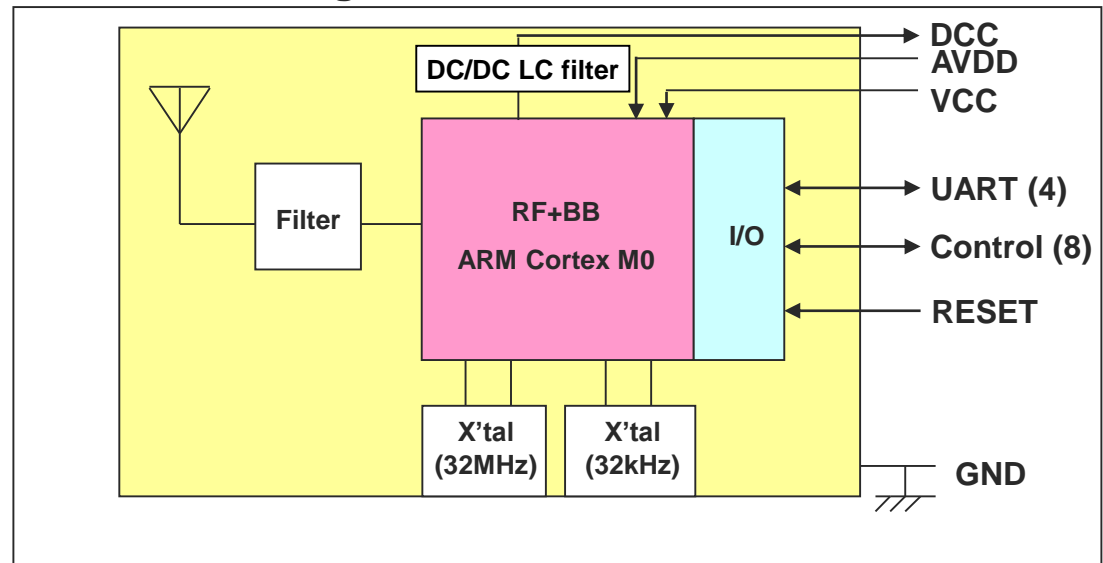 DC/DC LC filter
DCC
AVDD
VCC
Filter
RF+BB
ARM Cortex M0
I/O
UART (4)
Control (8)
RESET
X’tal
(32MHz)
X’tal
(32kHz)
GND